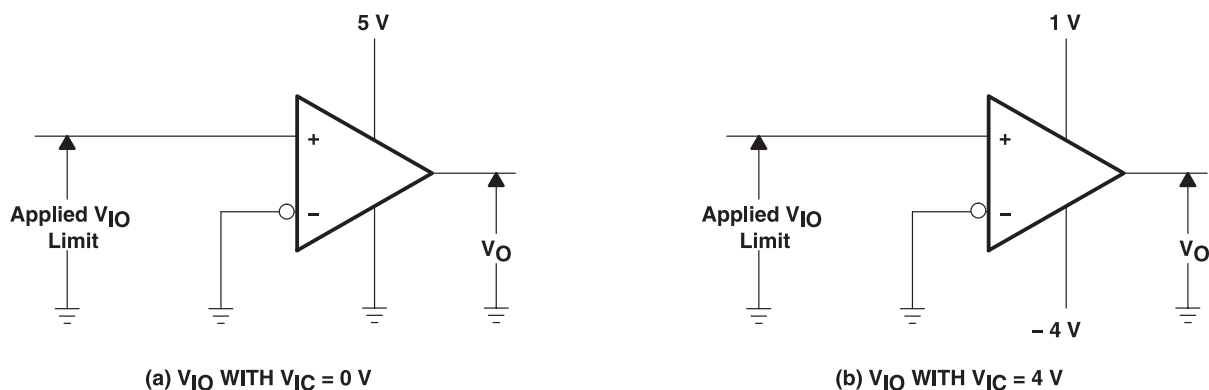 5 V
+
−
Applied VIO
Limit
VO
(a) VIO WITH VIC = 0 V
1 V
+
−
Applied VIO
Limit
VO
− 4 V
(b) VIO WITH VIC = 4 V